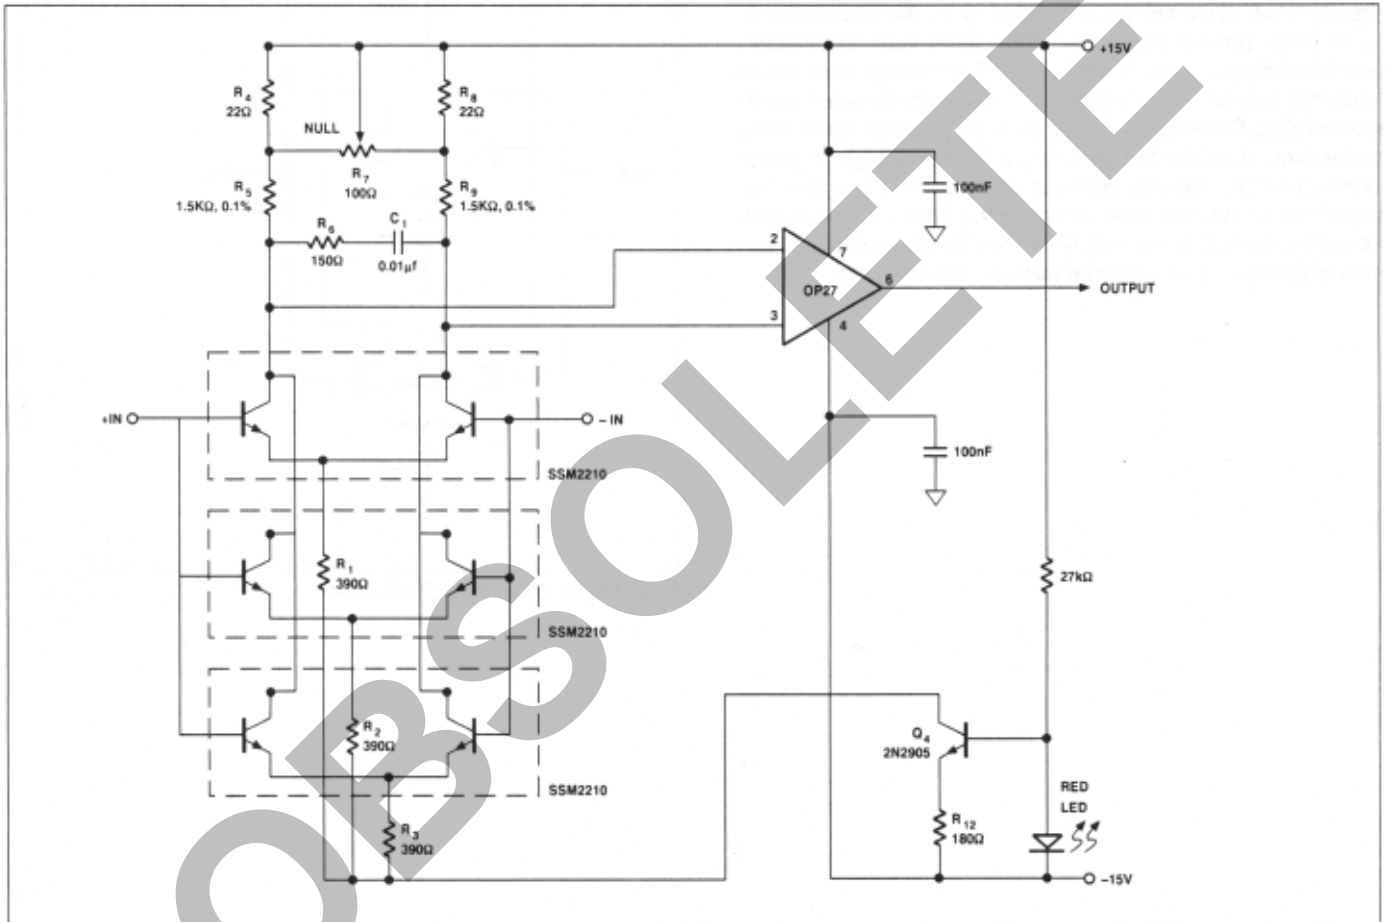 +15V
R4
22Ω
R8
22Ω
NULL
R7
100Ω
R5
1.5KΩ, 0.1%
R9
1.5KΩ, 0.1%
R6
150Ω
C1
0.01µf
100nF
2
7
OP27
6
OUTPUT
3
4
+IN
– IN
SSM2210
100nF
R1
390Ω
27kΩ
SSM2210
R2
390Ω
Q4
2N2905
SSM2210
RED
LED
R3
390Ω
R12
180Ω
–15V
OBSOLETE